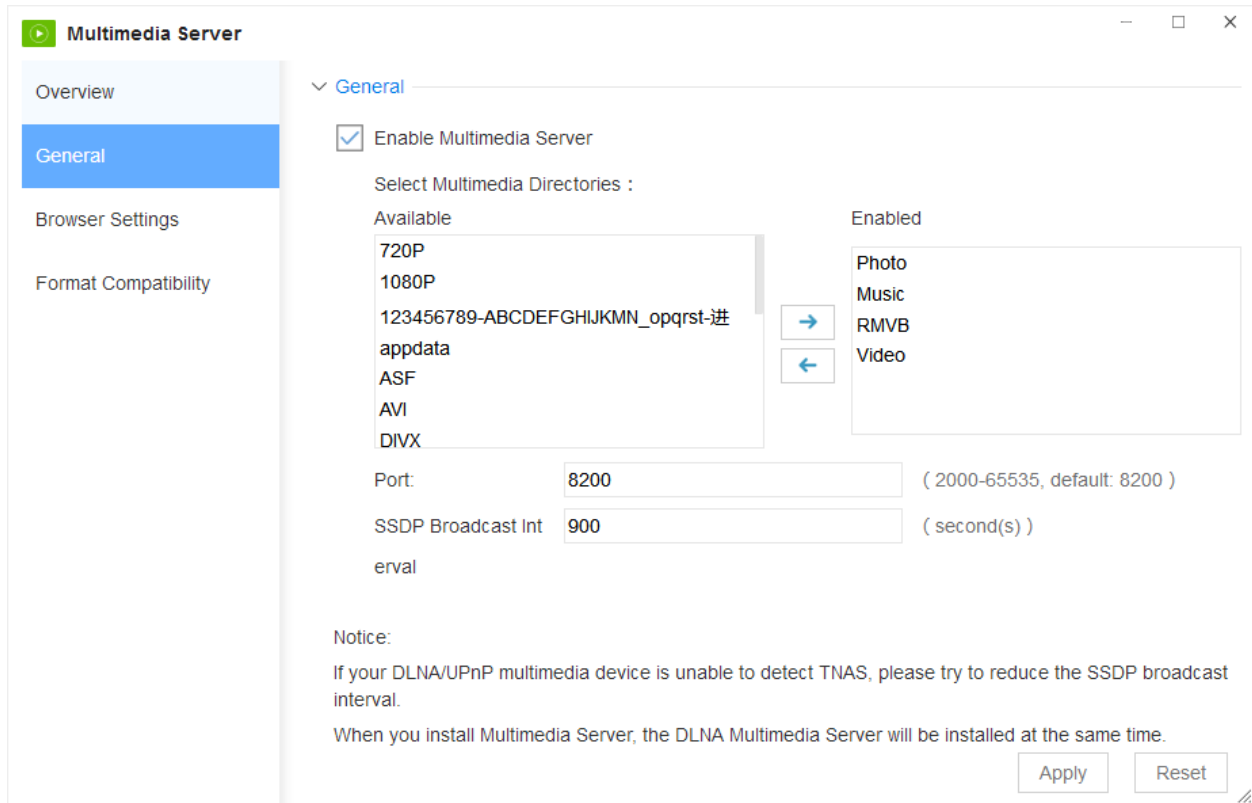 Multimedia Server
Overview
General
Browser Settings
Format Compatibility
General
Enable Multimedia Server
Select Multimedia Directories :
Available
720P
1080P
123456789-ABCDEFGHIJKMN_opqrst-进
appdata
ASF
AVI
DIVX
Enabled
Photo
Music
RMVB
Video
Port:
8200
( 2000-65535, default: 8200 )
SSDP Broadcast Int
erval
900
( second(s) )
Notice:
If your DLNA/UPnP multimedia device is unable to detect TNAS, please try to reduce the SSDP broadcast
interval.
When you install Multimedia Server, the DLNA Multimedia Server will be installed at the same time.
Apply
Reset